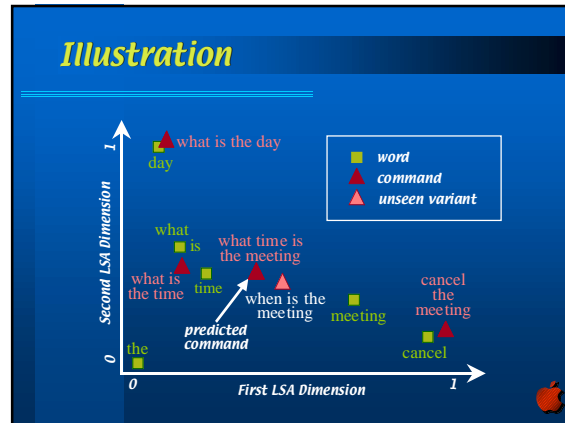 Illustration
1
what is the day
day
word
command
unseen variant
Second LSA Dimension
what
is
what time is
the meeting
what is
the time
time
when is the
meeting
predicted
command
meeting
cancel
the
meeting
cancel
the
0
0
First LSA Dimension
1